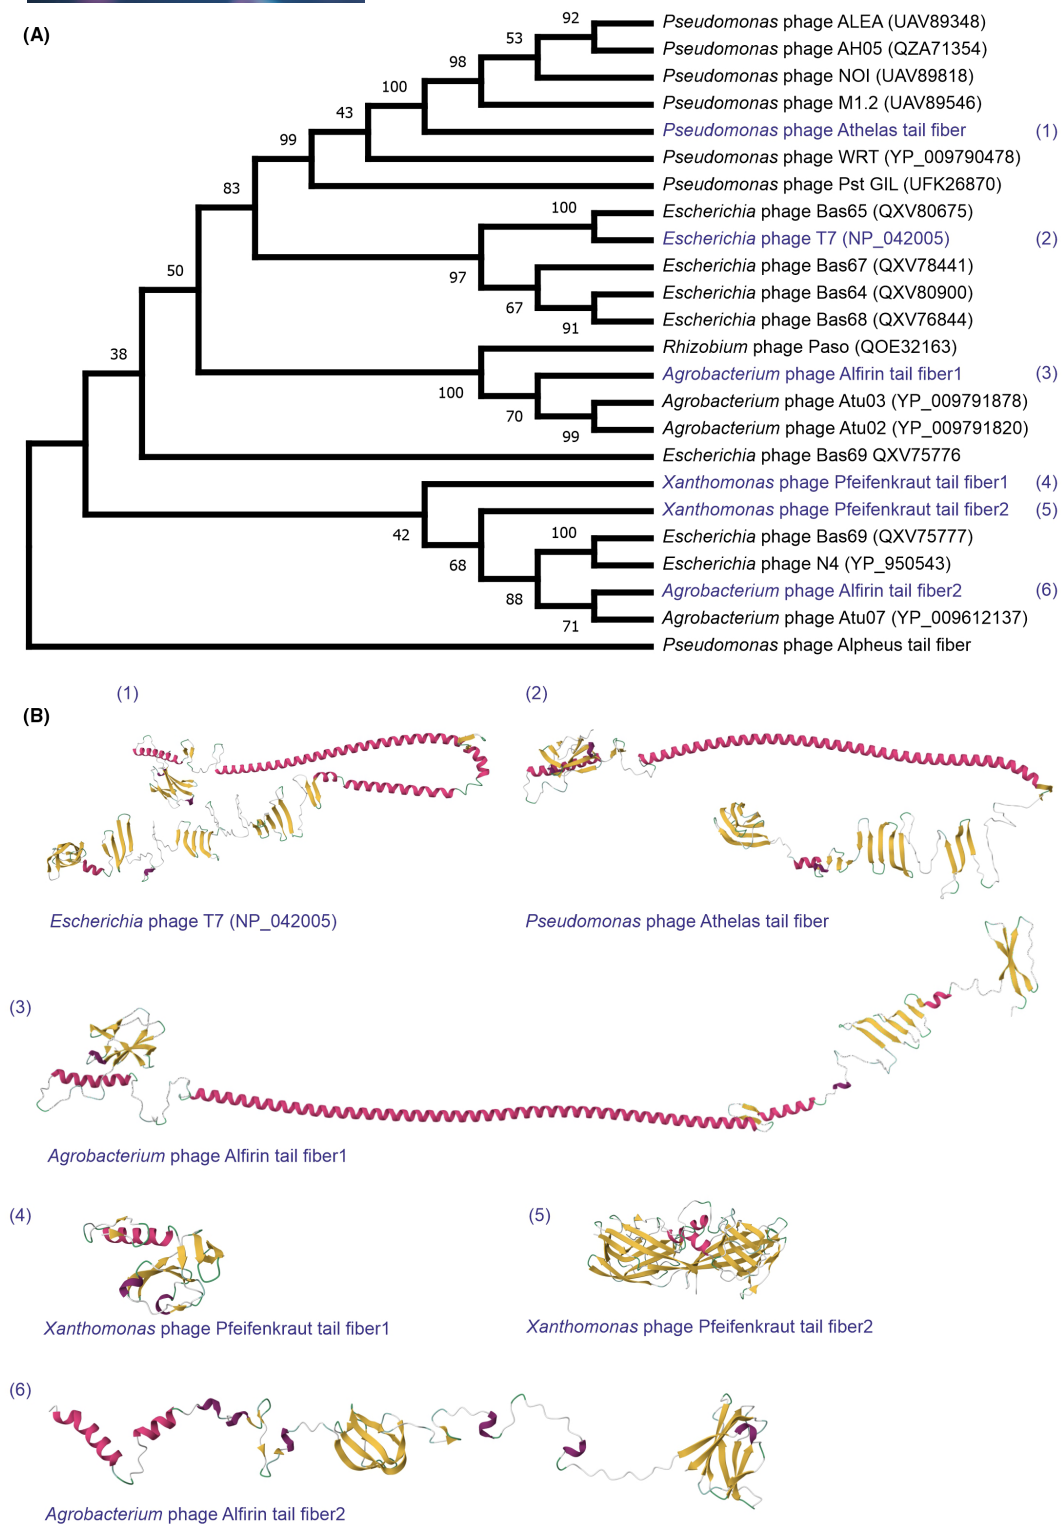 (A)
92
Pseudomonas phage ALEA (UAV89348)
Pseudomonas phage AH05 (QZA71354)
53
Pseudomonas phage NOI (UAV89818)
98
Pseudomonas phage M1.2 (UAV89546)
100
Pseudomonas phage Athelas tail fiber (1)
43
Pseudomonas phage WRT (YP_009790478)
99
Pseudomonas phage Pst GIL (UFK26870)
83
100
Escherichia phage Bas65 (QXV80675)
Escherichia phage T7 (NP_042005) (2)
97
Escherichia phage Bas67 (QXV78441)
67
Escherichia phage Bas64 (QXV80900)
91
Escherichia phage Bas68 (QXV76844)
50
Rhizobium phage Paso (QOE32163)
38
100
Agrobacterium phage Alfirin tail fiber1 (3)
70
Agrobacterium phage Atu03 (YP_009791878)
99
Agrobacterium phage Atu02 (YP_009791820)
Escherichia phage Bas69 QXV75776
Xanthomonas phage Pfeifenkraut tail fiber1 (4)
42
Xanthomonas phage Pfeifenkraut tail fiber2 (5)
68
100
Escherichia phage Bas69 (QXV75777)
Escherichia phage N4 (YP_950543)
88
Agrobacterium phage Alfirin tail fiber2 (6)
71
Agrobacterium phage Atu07 (YP_009612137)
Pseudomonas phage Alpheus tail fiber
(B)
(1)
Escherichia phage T7 (NP_042005)
(2)
Pseudomonas phage Athelas tail fiber
(3)
Agrobacterium phage Alfirin tail fiber1
(4)
Xanthomonas phage Pfeifenkraut tail fiber1
(5)
Xanthomonas phage Pfeifenkraut tail fiber2
(6)
Agrobacterium phage Alfirin tail fiber2